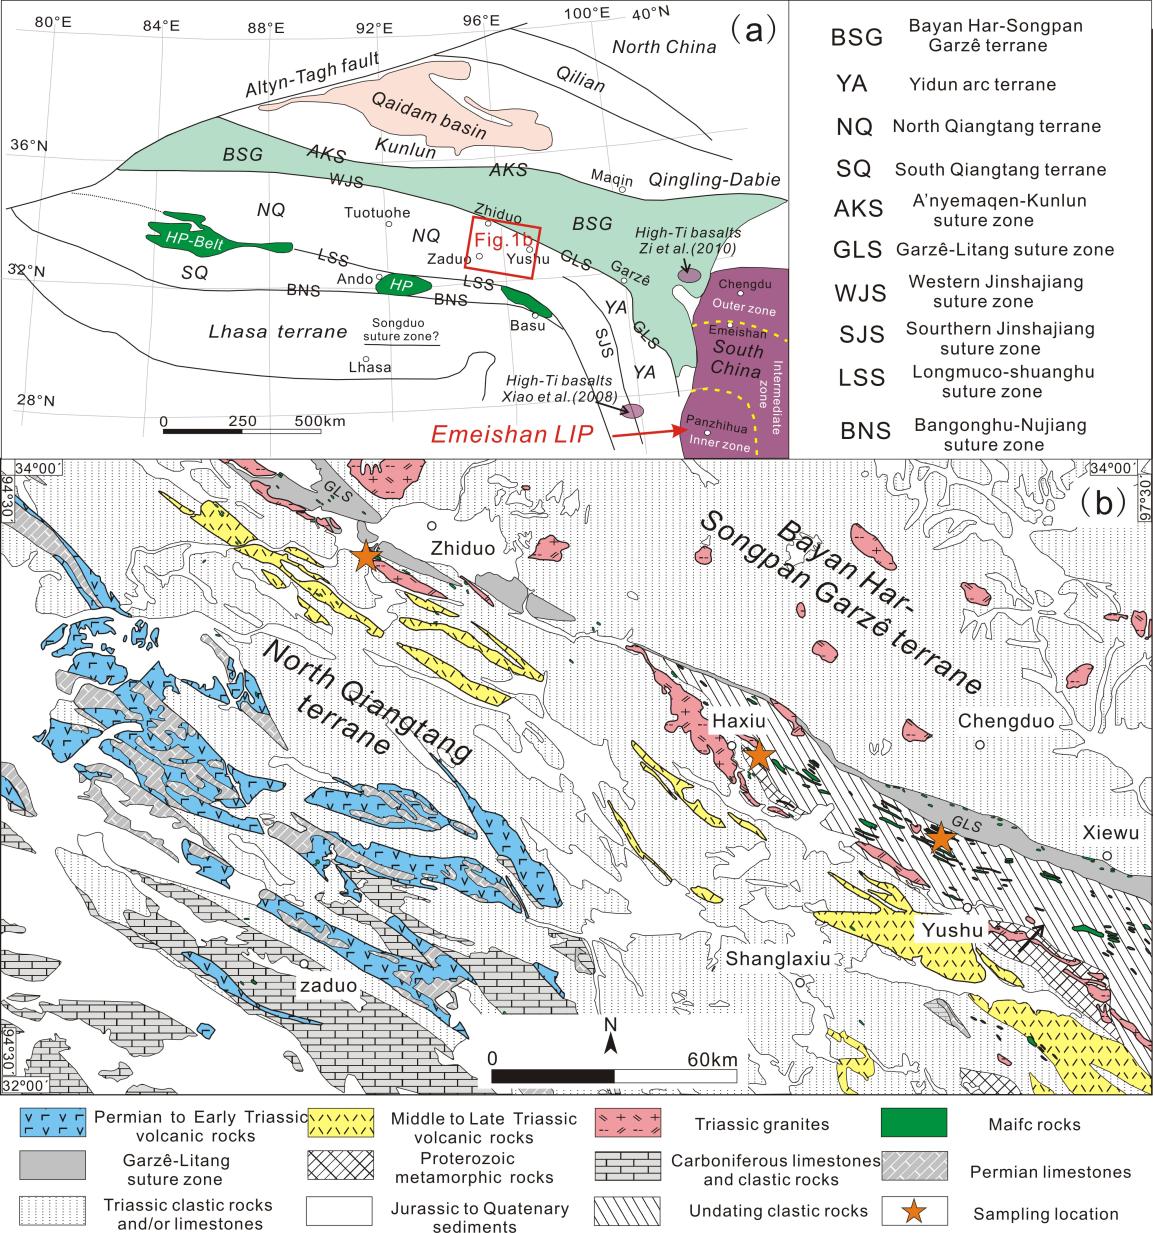 80°E
84°E
88°E
92°E
96°E
100°E
40°N
(a)
North China
Altyn-Tagh fault
Qilian
Qaidam basin
Kunlun
36°N
BSG
AKS
AKS
WJS
Maqin
Qingling-Dabie
NQ
Tuotuohe
Zhiduo
BSG
NQ
Fig.1b
High-Ti basalts
Zi et al.(2010)
HP-Belt
Zaduo
Yushu
LSS
GLS
Garzê
32°N
SQ
Ando
HP
LSS
Chengdu
BNS
BNS
YA
Outer zone
Basu
Emeishan
Lhasa terrane
Songduo
suture zone?
SJS
GLS
South
China
Lhasa
YA
Intermediate
zone
High-Ti basalts
Xiao et al.(2008)
28°N
0
250
500km
Emeishan LIP
Panzhihua
Inner zone
BSG
Bayan Har-Songpan
Garzê terrane
YA
Yidun arc terrane
NQ
North Qiangtang terrane
SQ
South Qiangtang terrane
AKS
A'nyemaqen-Kunlun
suture zone
GLS
Garzê-Litang suture zone
WJS
Western Jinshajiang
suture zone
SJS
Sourthern Jinshajiang
suture zone
LSS
Longmuco-shuanghu
suture zone
BNS
Bangonghu-Nujiang
suture zone
34°00´
94°30´
34°00´
97°30´
(b)
GLS
Zhiduo
Bayan Har-
Songpan Garzê terrane
North Qiangtang
terrane
Haxiu
Chengduo
GLS
Xiewu
Yushu
Shanglaxiu
zaduo
N
0
60km
94°30´
32°00´
Permian to Early Triassic
volcanic rocks
Middle to Late Triassic
volcanic rocks
Triassic granites
Maifc rocks
Garzê-Litang
suture zone
Proterozoic
metamorphic rocks
Carboniferous limestones
and clastic rocks
Permian limestones
Triassic clastic rocks
and/or limestones
Jurassic to Quatenary
sediments
Undating clastic rocks
Sampling location